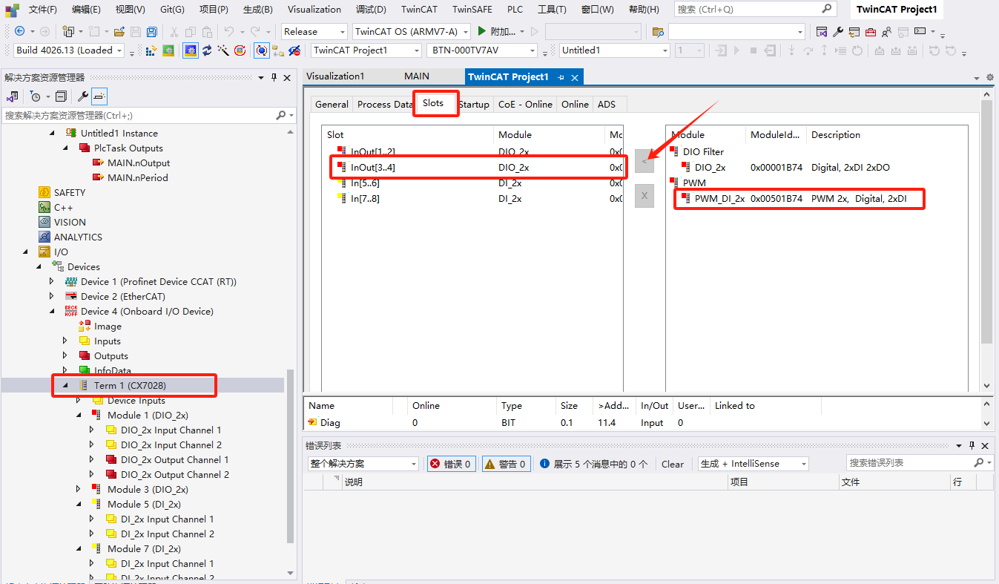 文件(F) 编辑(E) 视图(V) Git(G) 项目(P) 生成(B) Visualization 调试(D) TwinCAT TwinSAFE PLC 工具(T) 窗口(W) 帮助(H) 搜索 (Ctrl+Q) TwinCAT Project1
Release TwinCAT OS (ARMV7-A) 附加...
Build 4026.13 (Loaded TwinCAT Project1 BTN-000TV7AV Untitled1 1
解决方案资源管理器
搜索解决方案资源管理器(Ctrl+;)
Untitled1 Instance
PlcTask Outputs
MAIN.nOutput
MAIN.nPeriod
SAFETY
C++
VISION
ANALYTICS
I/O
Devices
Device 1 (Profinet Device CCAT (RT))
Device 2 (EtherCAT)
Device 4 (Onboard I/O Device)
Image
Inputs
Outputs
InfoData
Term 1 (CX7028)
Device Inputs
Module 1 (DIO_2x)
DIO_2x Input Channel 1
DIO_2x Input Channel 2
DIO_2x Output Channel 1
DIO_2x Output Channel 2
Module 3 (DIO_2x)
Module 5 (DI_2x)
DI_2x Input Channel 1
DI_2x Input Channel 2
Module 7 (DI_2x)
DI_2x Input Channel 1
DI_2x Input Channel 2
Visualization1 MAIN TwinCAT Project1
General Process Data Slots Startup CoE - Online Online ADS
Slot Module Mc
InOut[1..2] DIO_2x 0x0
InOut[3..4] DIO_2x 0x0
In[5..6] DI_2x 0x0
In[7..8] DI_2x 0x0
<
X
Module ModuleId... Description
DIO Filter
DIO_2x 0x00001B74 Digital, 2xDI 2xDO
PWM
PWM_DI_2x 0x00501B74 PWM 2x, Digital, 2xDI
Name Online Type Size >Add... In/Out User... Linked to
Diag 0 BIT 0.1 11.4 Input 0
错误列表
整个解决方案 错误 0 警告 0 展示 5 个消息中的 0 个 Clear 生成 + IntelliSense 搜索错误列表
说明 项目 文件 行